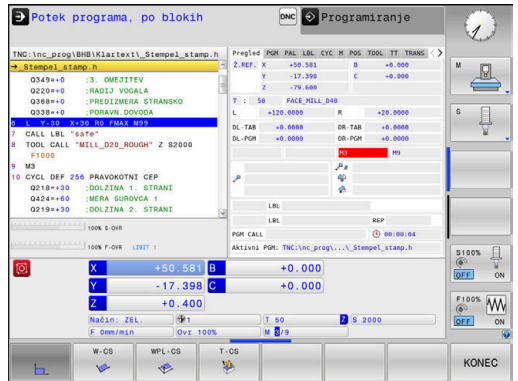 Potek programa, po blokih
DNC
Programiranje
TNC:\nc_prog\BHB\Klartext\_Stempel_stamp.h
→_Stempel_stamp.h
Q349=+0 ;3. OMEJITEV
Q220=+0 ;RADIJ VOGALA
Q368=+0 ;PREDIZMERA STRANSKO
Q338=+0 ;PORAVN.DOVODA
6 L Y-30 X+30 R0 FMAX M99
7 CALL LBL "safe"
8 TOOL CALL "MILL_D20_ROUGH" Z S2000
F1000
9 M3
10 CYCL DEF 256 PRAVOKOTNI CEP
Q218=+30 ;DOLZINA 1. STRANI
Q424=+60 ;MERA SUROVCA 1
Q219=+30 ;DOLZINA 2. STRANI
100% S-OVR
100% F-OVR LIMIT 1
Pregled PGM PAL LBL CYC M POS TOOL TT TRANS
Ž.REF. X +50.581 B +0.000
Y -17.398 C +0.000
Z -79.600
T : 50 FACE_MILL_D40
L +120.0000 R +20.0000
DL-TAB +0.0000 DR-TAB +0.0000
DL-PGM +0.0000 DR-PGM +0.0000
M3 M9
LBL
LBL REP
PGM CALL 00:00:04
Aktivni PGM: TNC:\nc_prog\...\_Stempel_stamp.h
X +50.581 B +0.000
Y -17.398 C +0.000
Z +0.400
Način: ŽEL. 1 T 50 Z S 2000
F 0mm/min Ovr 100% M 3/9
M
S
S100%
OFF ON
F100%
OFF ON
W-CS WPL-CS T-CS KONEC